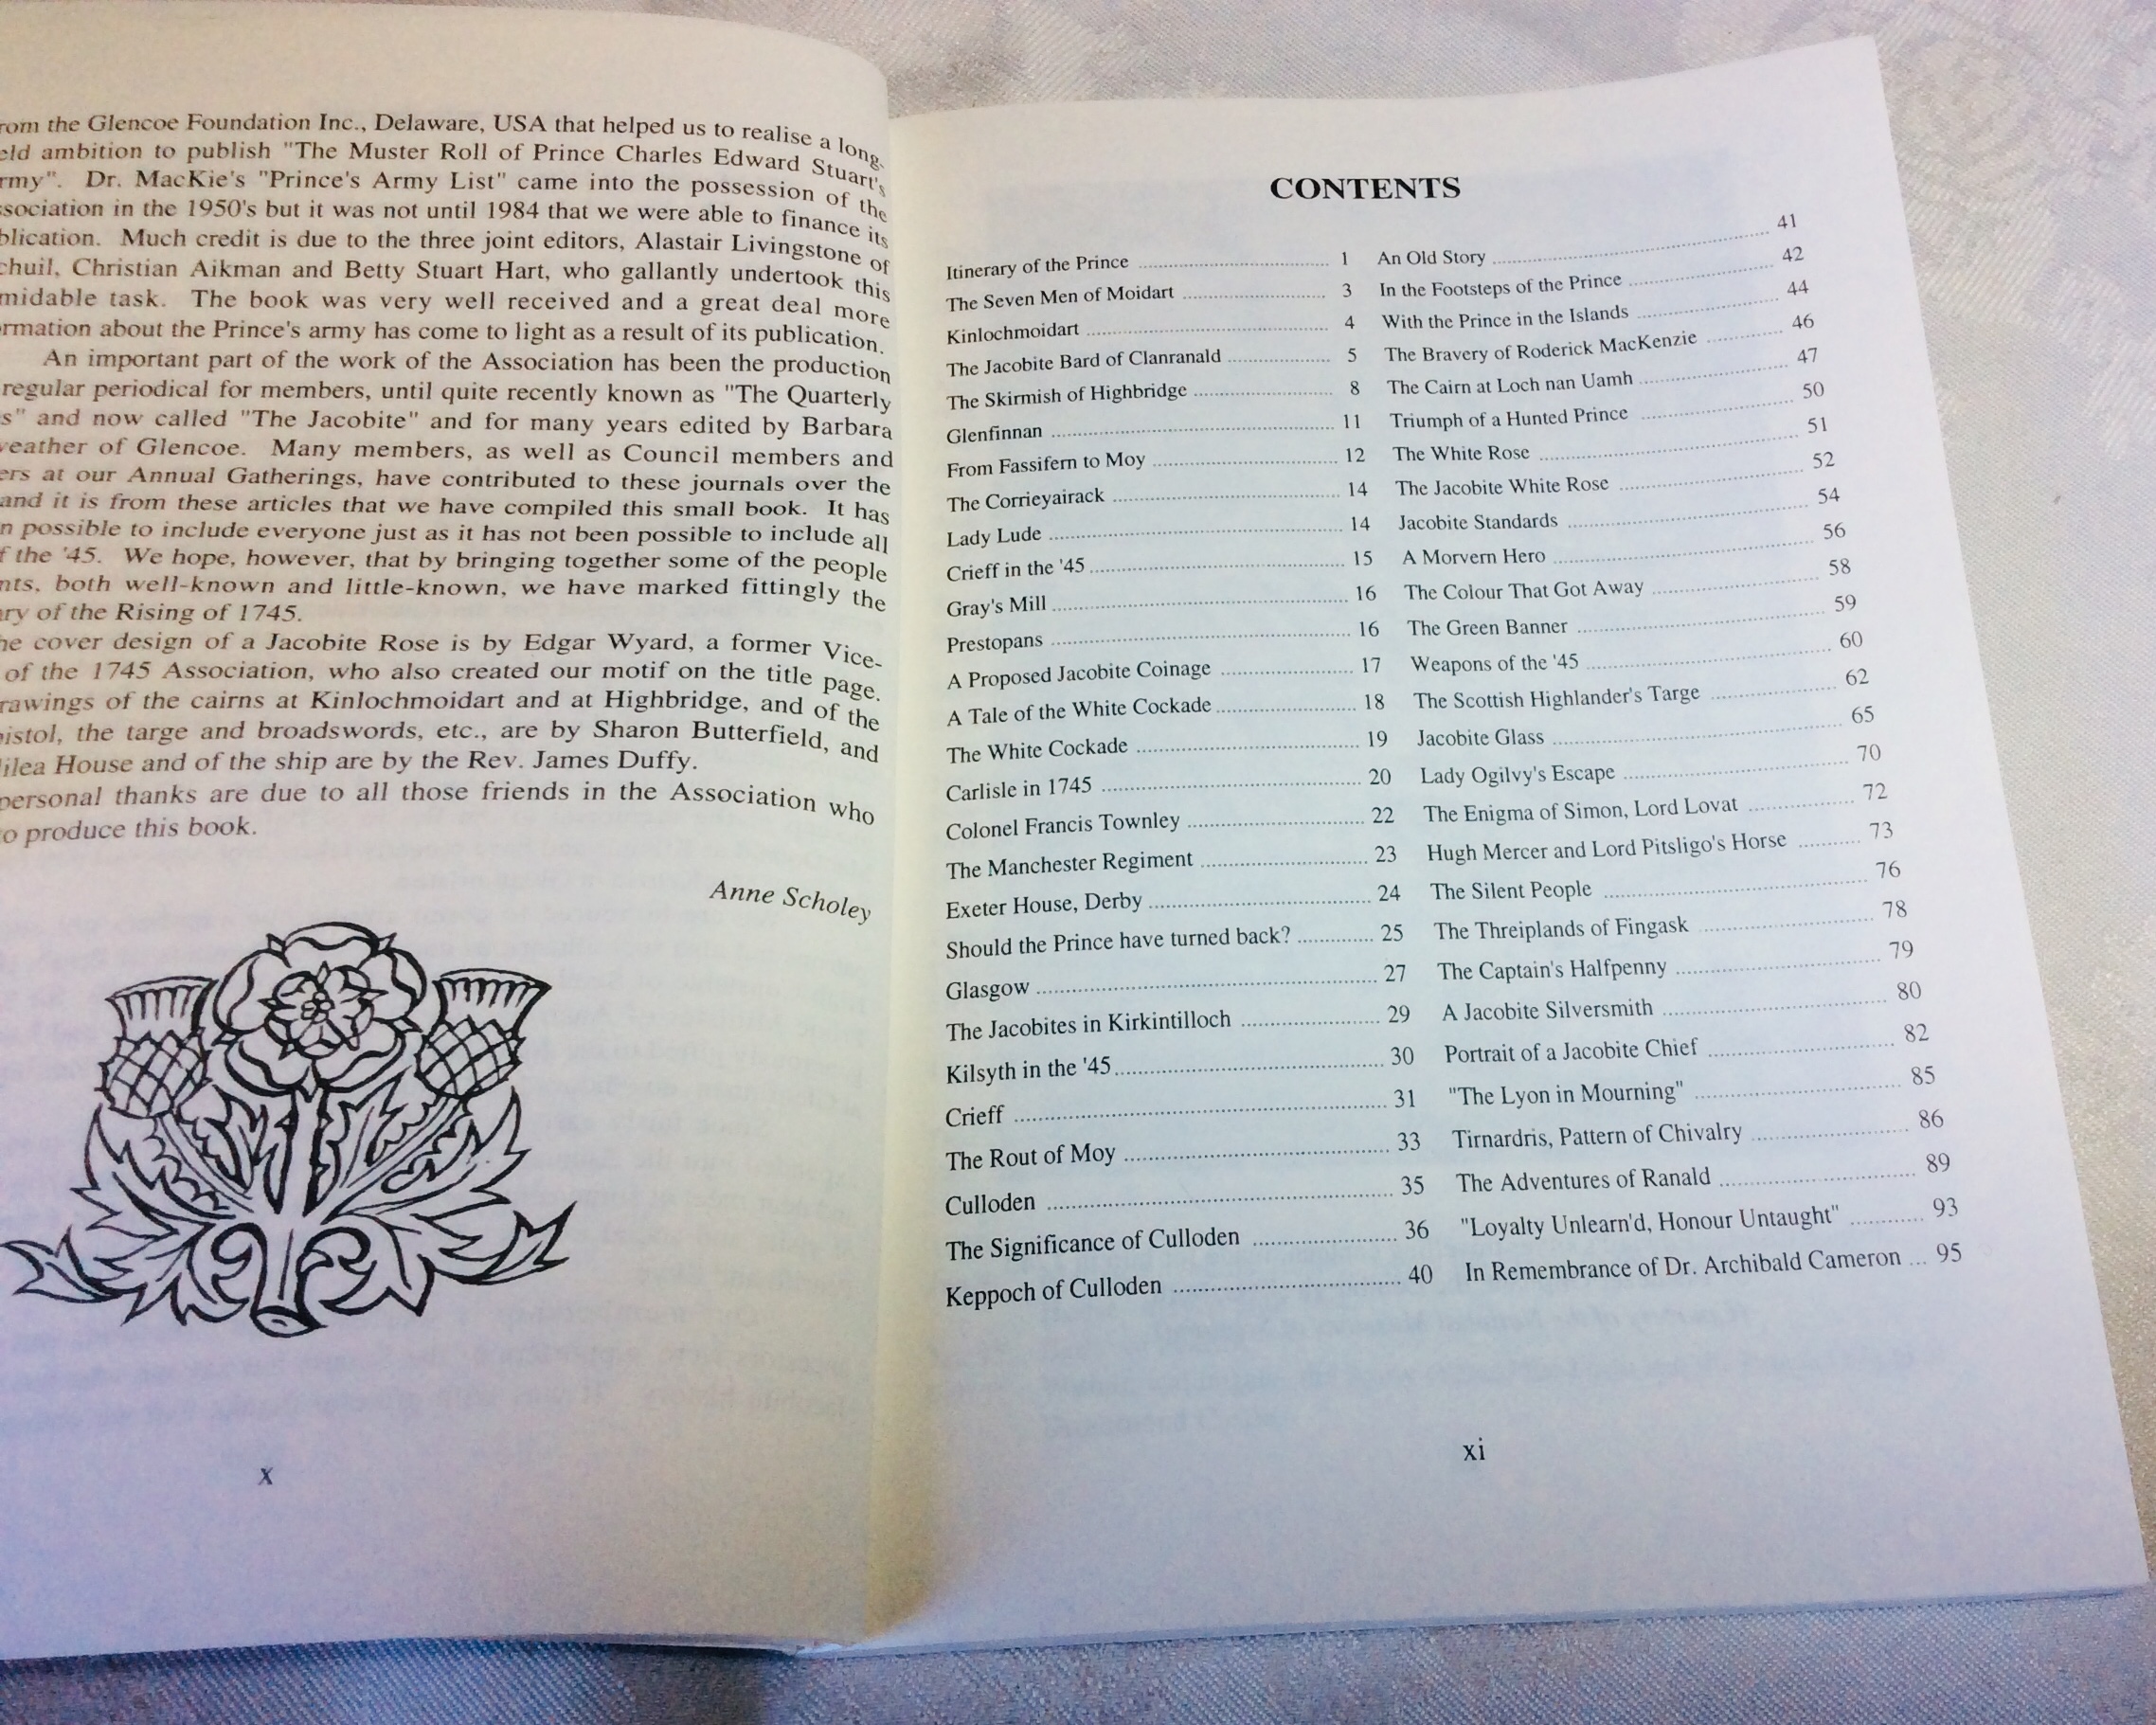 rom the Glencoe Foundation Inc., Delaware, USA that helped us to realise a long-
eld ambition to publish "The Muster Roll of Prince Charles Edward Stuart's
rmy". Dr. MacKie's "Prince's Army List" came into the possession of the
ssociation in the 1950's but it was not until 1984 that we were able to finance its
blication. Much credit is due to the three joint editors, Alastair Livingstone of
chuil, Christian Aikman and Betty Stuart Hart, who gallantly undertook this
midable task. The book was very well received and a great deal more
rmation about the Prince's army has come to light as a result of its publication.
An important part of the work of the Association has been the production
regular periodical for members, until quite recently known as "The Quarterly
s" and now called "The Jacobite" and for many years edited by Barbara
eather of Glencoe. Many members, as well as Council members and
ers at our Annual Gatherings, have contributed to these journals over the
and it is from these articles that we have compiled this small book. It has
n possible to include everyone just as it has not been possible to include all
f the '45. We hope, however, that by bringing together some of the people
nts, both well-known and little-known, we have marked fittingly the
ary of the Rising of 1745.
he cover design of a Jacobite Rose is by Edgar Wyard, a former Vice-
of the 1745 Association, who also created our motif on the title page.
rawings of the cairns at Kinlochmoidart and at Highbridge, and of the
istol, the targe and broadswords, etc., are by Sharon Butterfield, and
ilea House and of the ship are by the Rev. James Duffy.
personal thanks are due to all those friends in the Association who
o produce this book.
Anne Scholey
x
CONTENTS
Itinerary of the Prince ........ 1
The Seven Men of Moidart ........ 3
Kinlochmoidart ........ 4
The Jacobite Bard of Clanranald ........ 5
The Skirmish of Highbridge ........ 8
Glenfinnan ........ 11
From Fassifern to Moy ........ 12
The Corrieyairack ........ 14
Lady Lude ........ 14
Crieff in the '45 ........ 15
Gray's Mill ........ 16
Prestopans ........ 16
A Proposed Jacobite Coinage ........ 17
A Tale of the White Cockade ........ 18
The White Cockade ........ 19
Carlisle in 1745 ........ 20
Colonel Francis Townley ........ 22
The Manchester Regiment ........ 23
Exeter House, Derby ........ 24
Should the Prince have turned back? ........ 25
Glasgow ........ 27
The Jacobites in Kirkintilloch ........ 29
Kilsyth in the '45 ........ 30
Crieff ........ 31
The Rout of Moy ........ 33
Culloden ........ 35
The Significance of Culloden ........ 36
Keppoch of Culloden ........ 40
An Old Story ........ 41
In the Footsteps of the Prince ........ 42
With the Prince in the Islands ........ 44
The Bravery of Roderick MacKenzie ........ 46
The Cairn at Loch nan Uamh ........ 47
Triumph of a Hunted Prince ........ 50
The White Rose ........ 51
The Jacobite White Rose ........ 52
Jacobite Standards ........ 54
A Morvern Hero ........ 56
The Colour That Got Away ........ 58
The Green Banner ........ 59
Weapons of the '45 ........ 60
The Scottish Highlander's Targe ........ 62
Jacobite Glass ........ 65
Lady Ogilvy's Escape ........ 70
The Enigma of Simon, Lord Lovat ........ 72
Hugh Mercer and Lord Pitsligo's Horse ........ 73
The Silent People ........ 76
The Threiplands of Fingask ........ 78
The Captain's Halfpenny ........ 79
A Jacobite Silversmith ........ 80
Portrait of a Jacobite Chief ........ 82
"The Lyon in Mourning" ........ 85
Tirnardris, Pattern of Chivalry ........ 86
The Adventures of Ranald ........ 89
"Loyalty Unlearn'd, Honour Untaught" ........ 93
In Remembrance of Dr. Archibald Cameron ... 95
xi